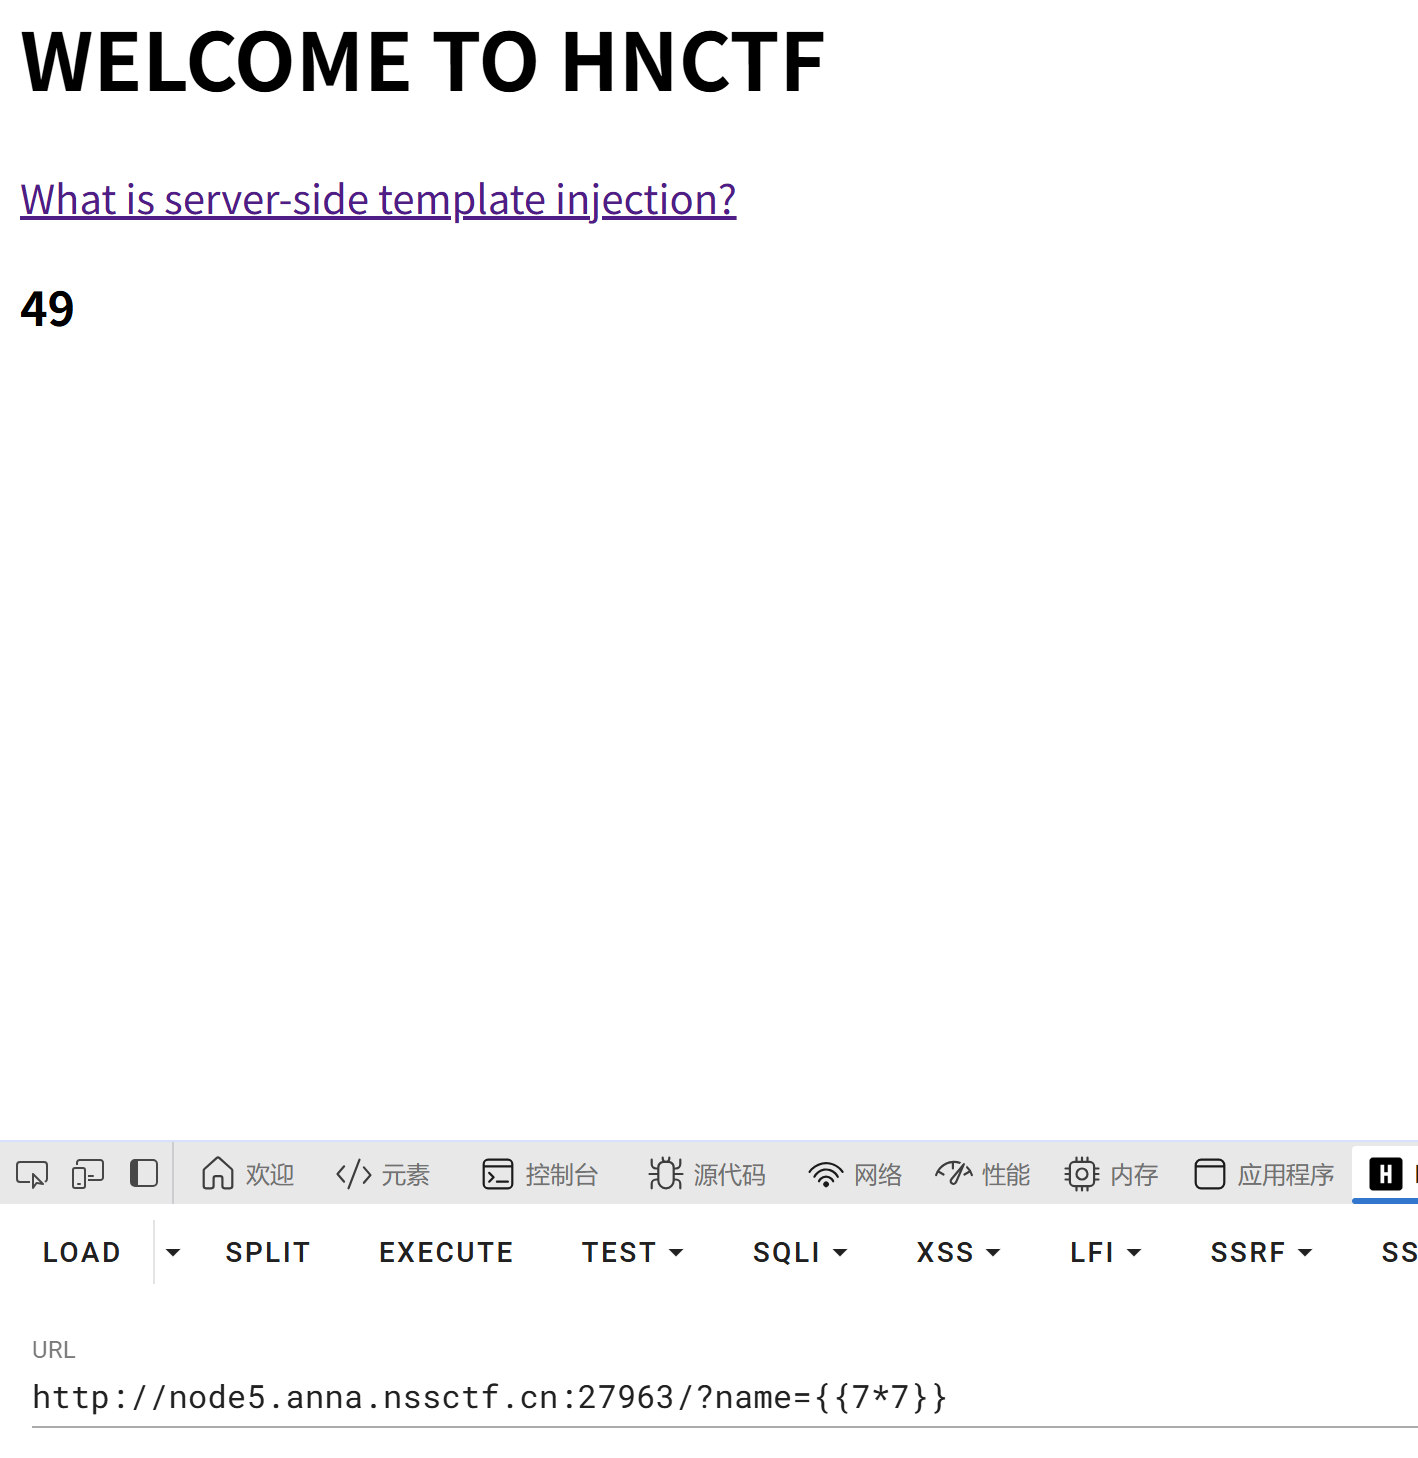 WELCOME TO HNCTF
What is server-side template injection?
49
欢迎 元素 控制台 源代码 网络 性能 内存 应用程序 H
LOAD SPLIT EXECUTE TEST SQLI XSS LFI SSRF SS
URL
http://node5.anna.nssctf.cn:27963/?name={{7*7}}